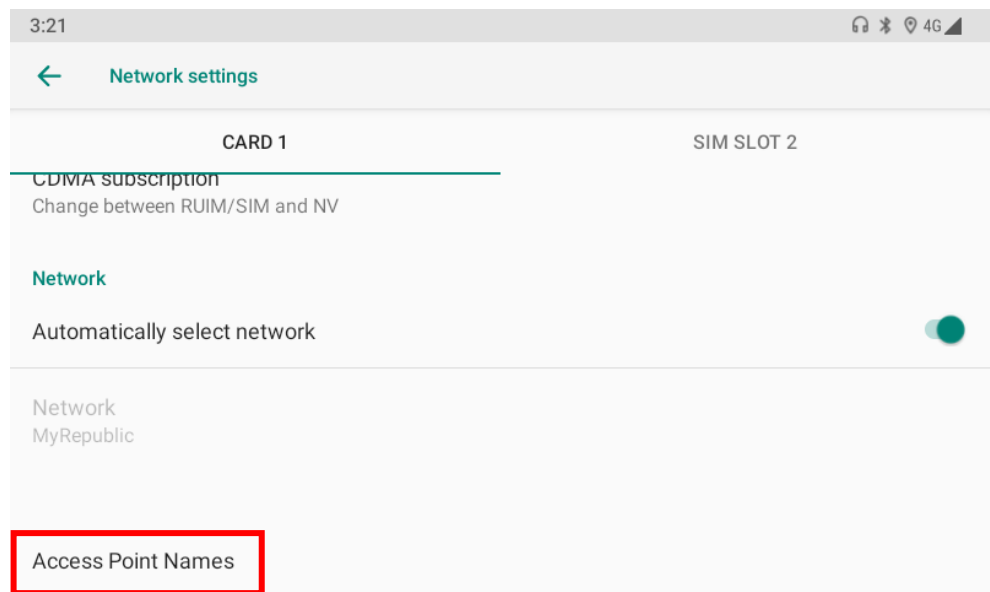 3:21 4G
Network settings
CARD 1 SIM SLOT 2
CDMA subscription
Change between RUIM/SIM and NV
Network
Automatically select network
Network
MyRepublic
Access Point Names